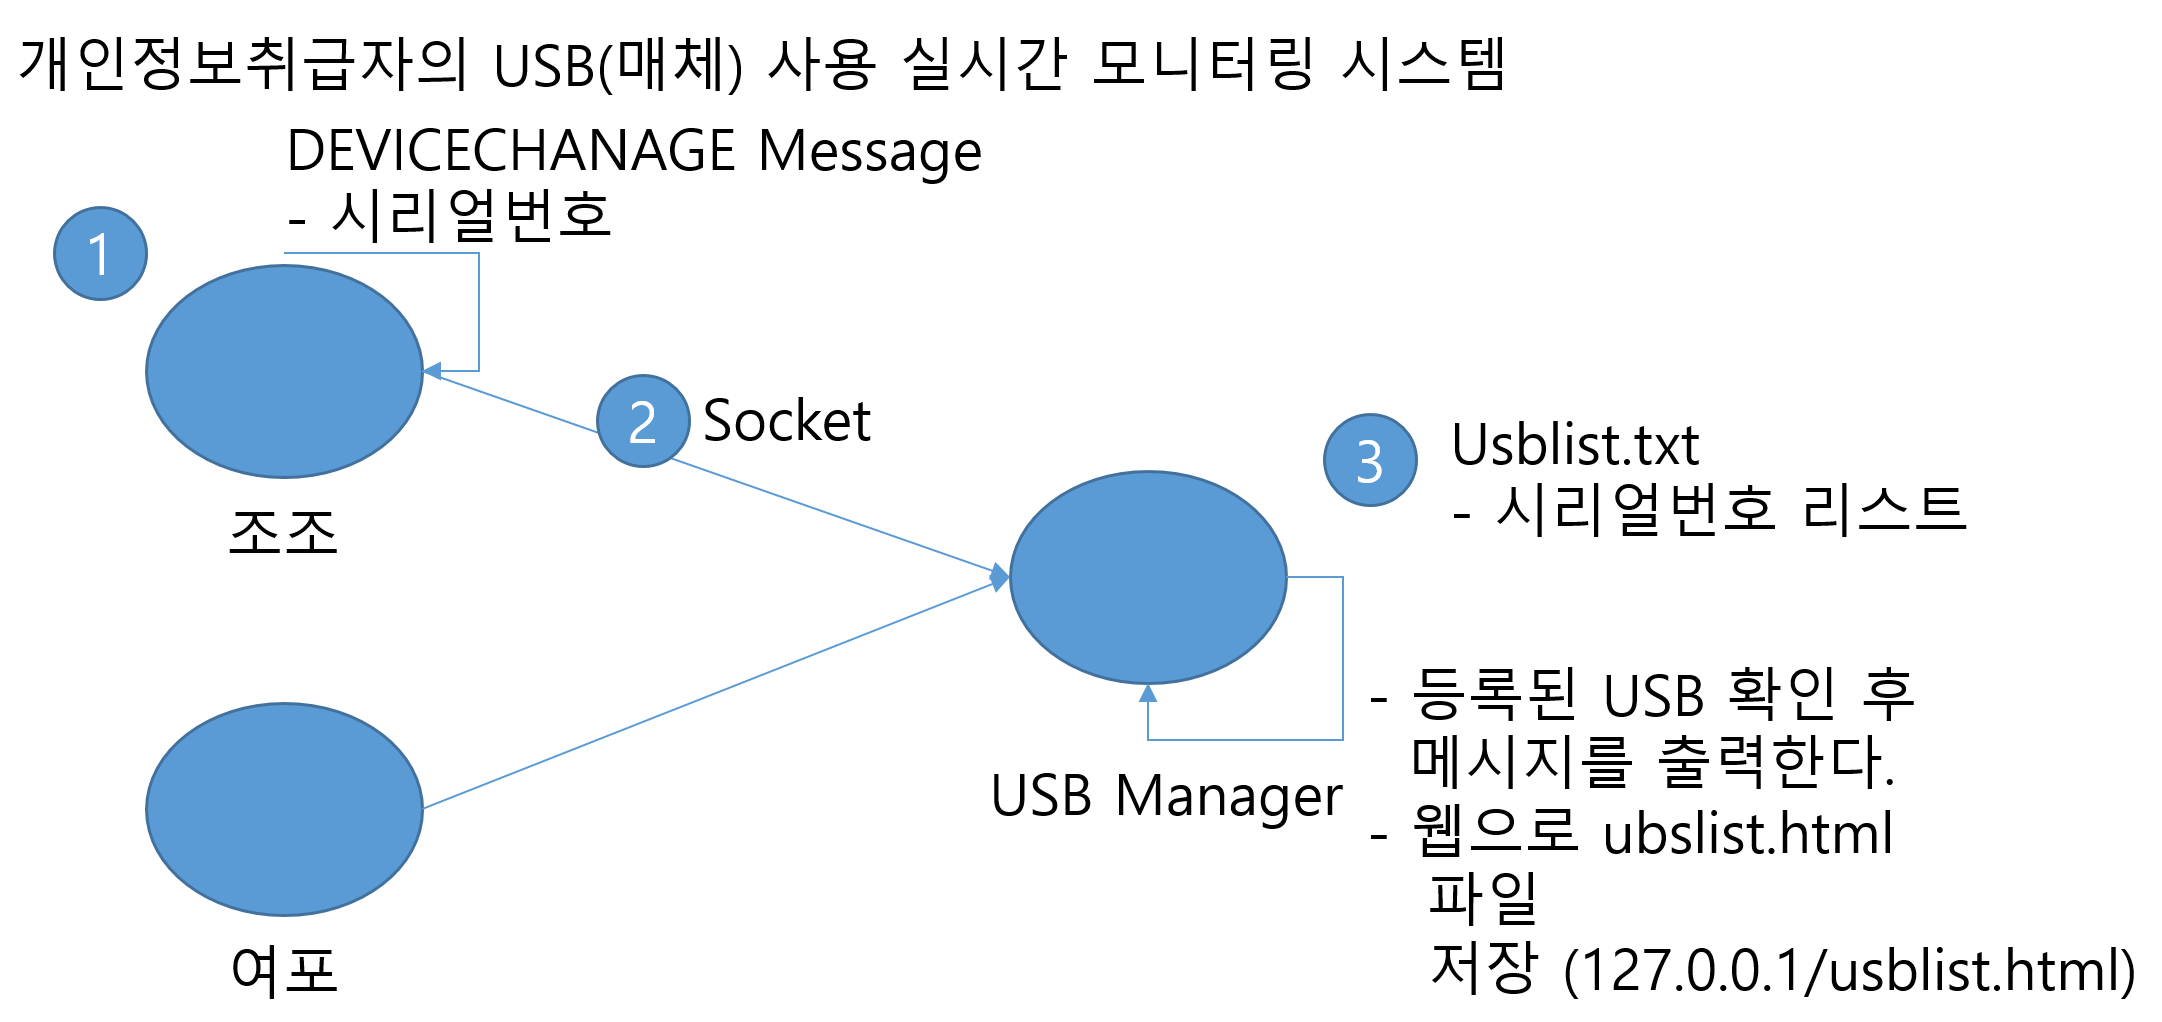 개인정보취급자의 USB(매체) 사용 실시간 모니터링 시스템
DEVICECHANAGE Message
- 시리얼번호
1
2
Socket
조조
3
Usblist.txt
- 시리얼번호 리스트
USB Manager
- 등록된 USB 확인 후
메시지를 출력한다.
- 웹으로 ubslist.html
파일
저장 (127.0.0.1/usblist.html)
여포